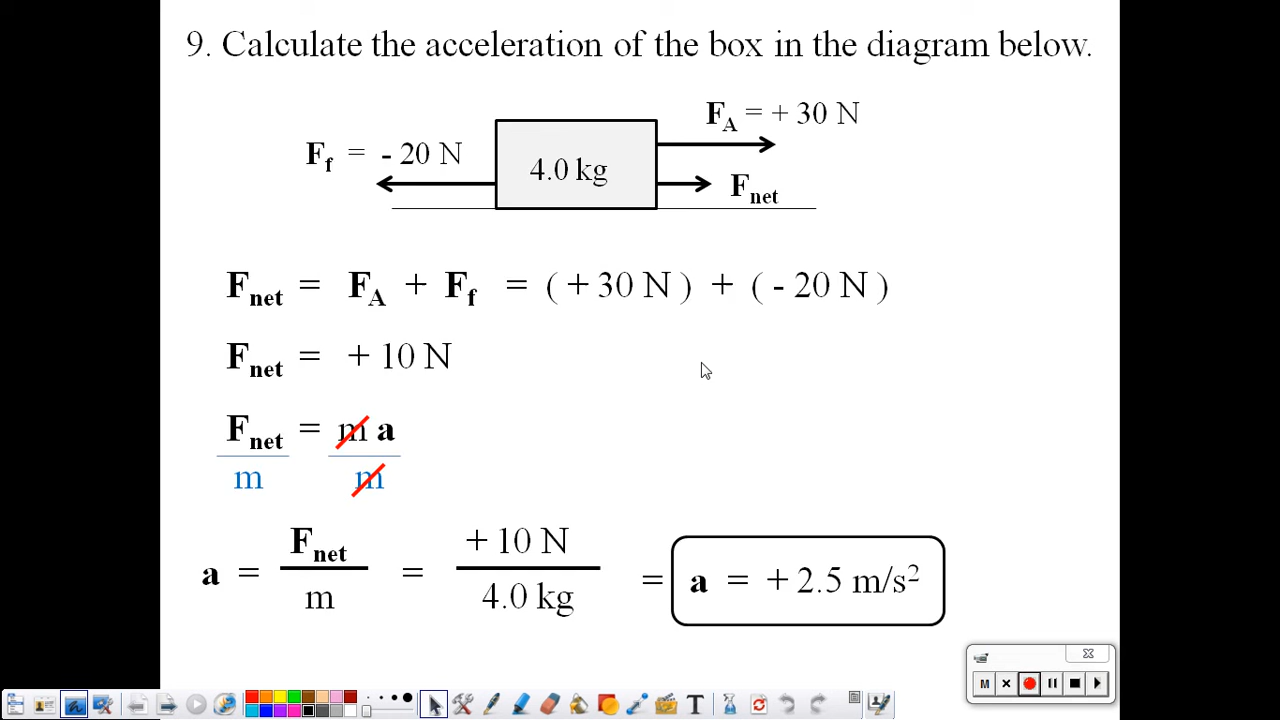 9. Calculate the acceleration of the box in the diagram below.
F_A = + 30 N
F_f = - 20 N
4.0 kg
F_net
F_net = F_A + F_f = ( + 30 N ) + ( - 20 N )
F_net = + 10 N
F_net = m a
m m
F_net + 10 N
a = = = a = + 2.5 m/s²
m 4.0 kg
M
T